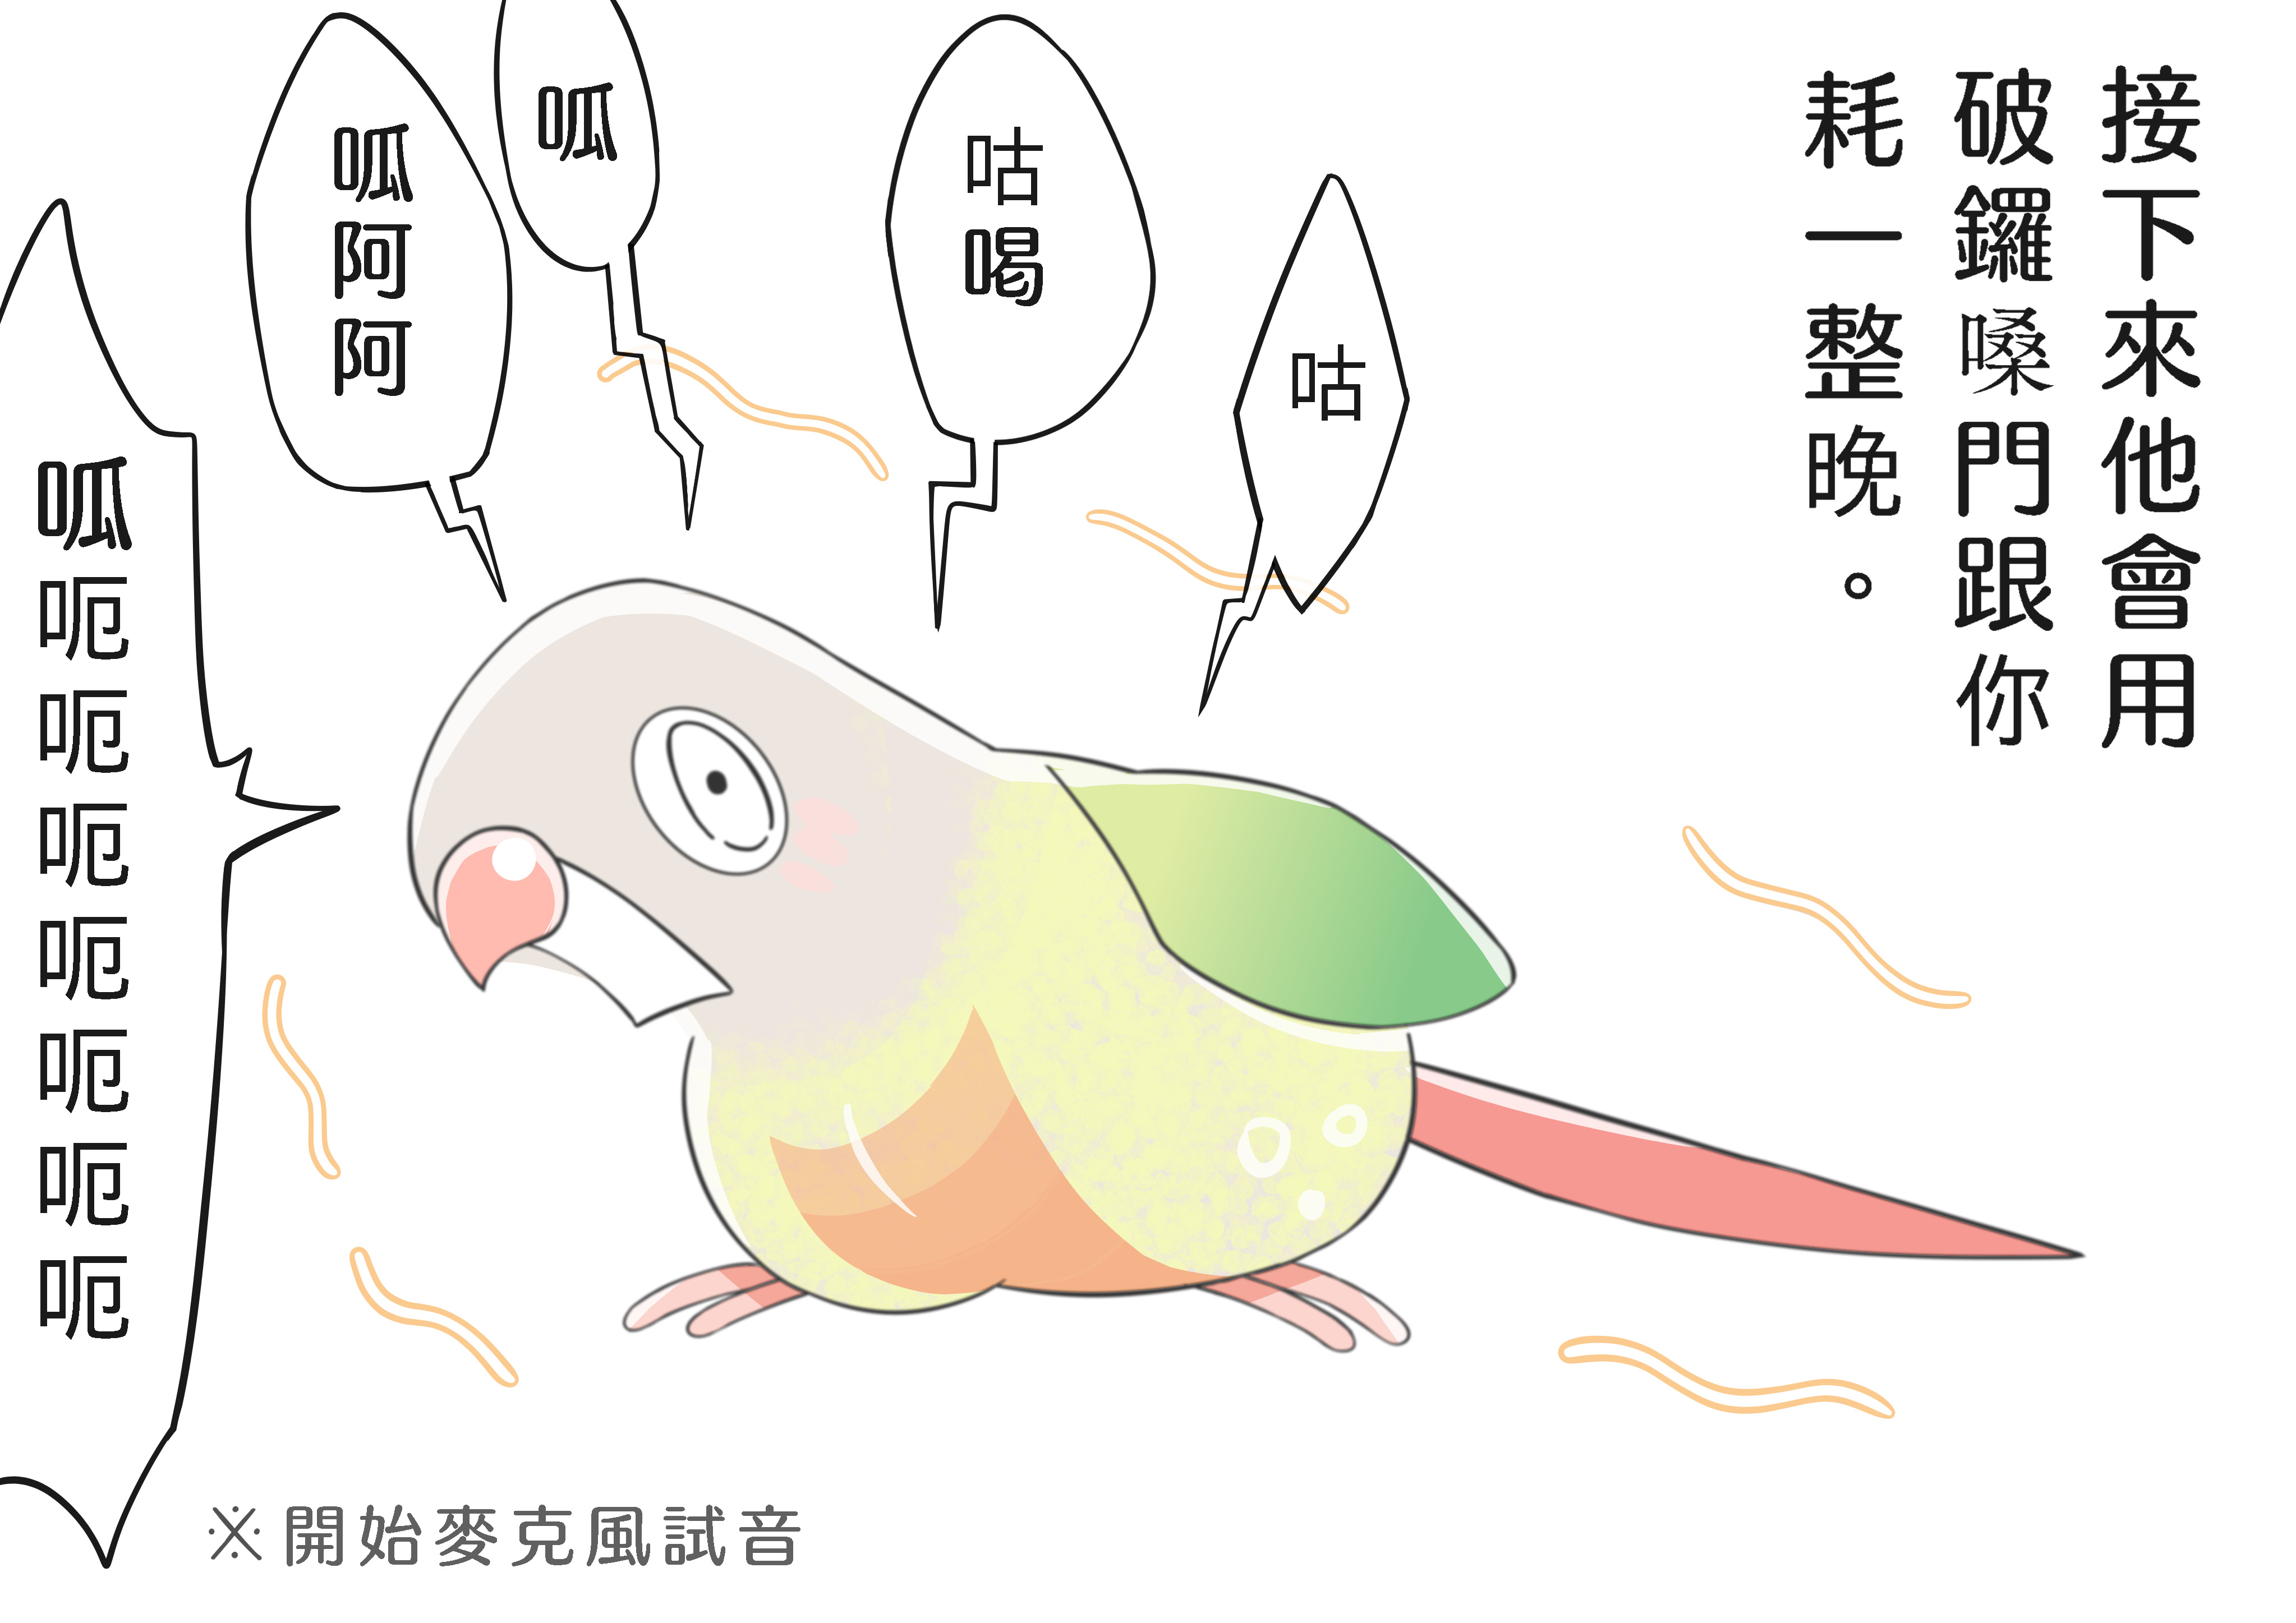 接下來他會用
破鑼嗓門跟你
耗一整晚。
咕
咕喝
呱
呱阿阿
呱呃呃呃呃呃呃呃
※開始麥克風試音